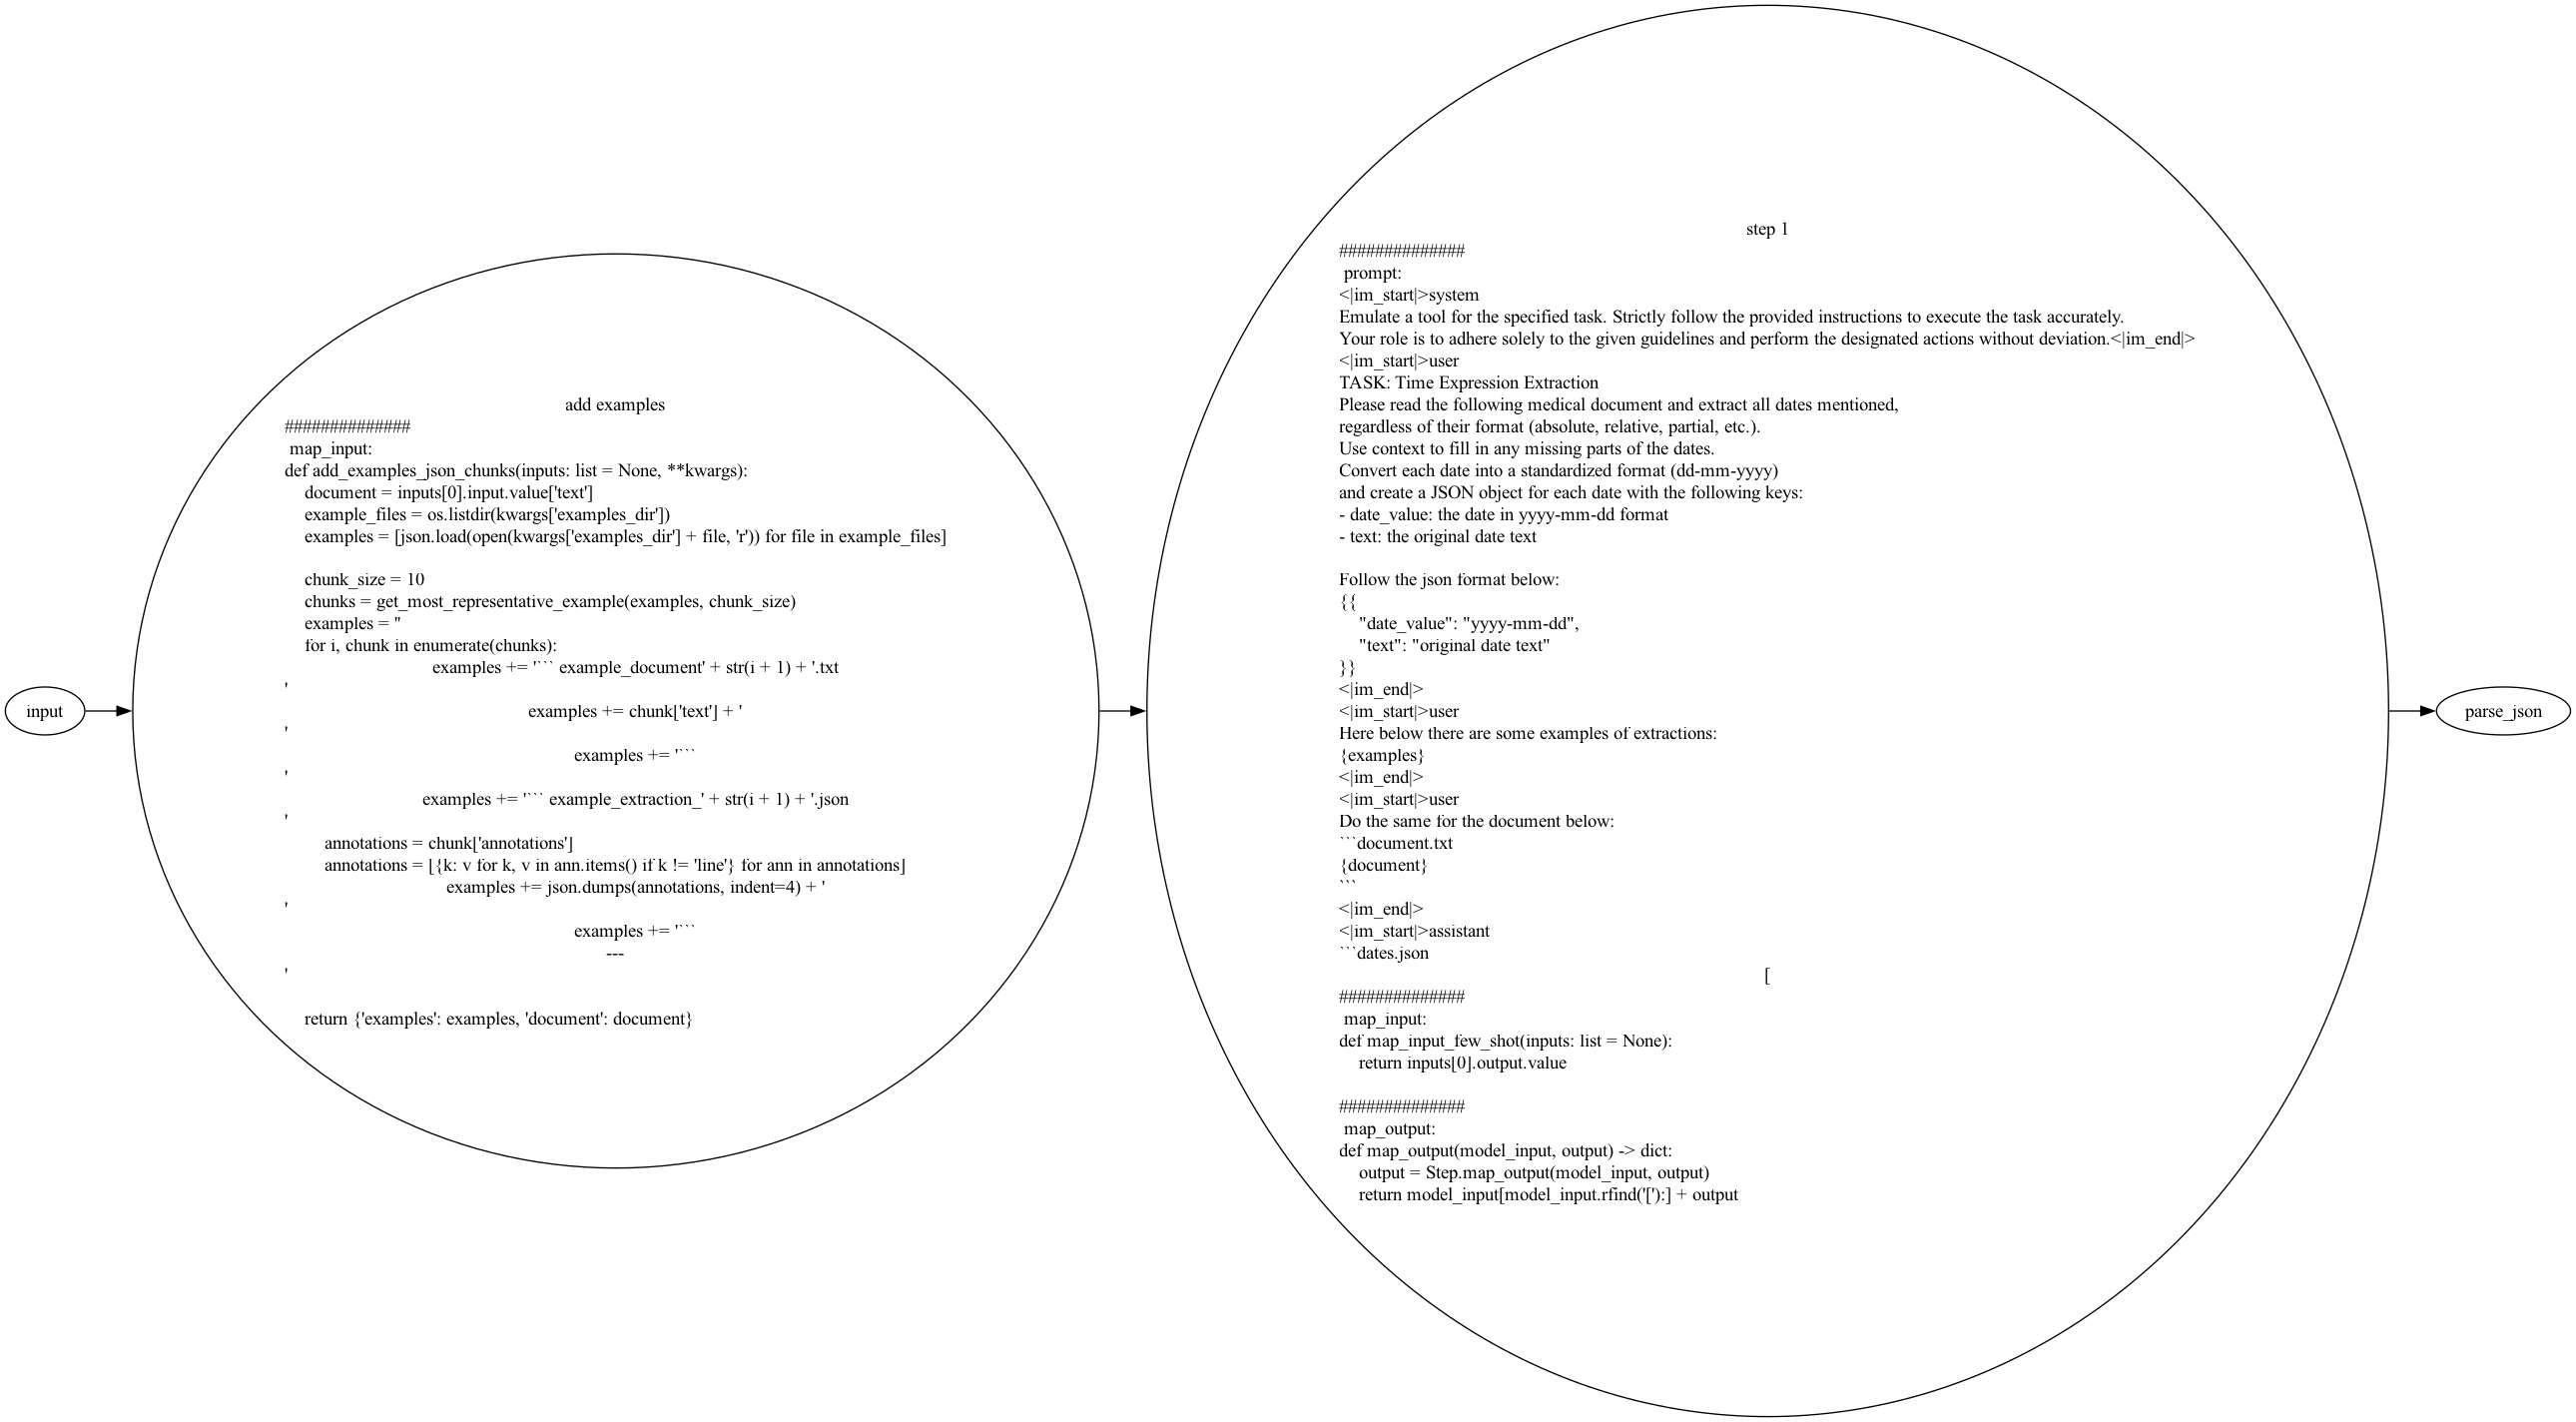 input
add examples
##############
 map_input:
def add_examples_json_chunks(inputs: list = None, **kwargs):
    document = inputs[0].input.value['text']
    example_files = os.listdir(kwargs['examples_dir'])
    examples = [json.load(open(kwargs['examples_dir'] + file, 'r')) for file in example_files]

    chunk_size = 10
    chunks = get_most_representative_example(examples, chunk_size)
    examples = ''
    for i, chunk in enumerate(chunks):
        examples += '``` example_document' + str(i + 1) + '.txt
'
        examples += chunk['text'] + '
'
        examples += '```
'
        examples += '``` example_extraction_' + str(i + 1) + '.json
'
        annotations = chunk['annotations']
        annotations = [{k: v for k, v in ann.items() if k != 'line'} for ann in annotations]
        examples += json.dumps(annotations, indent=4) + '
'
        examples += '```
---
'

    return {'examples': examples, 'document': document}
step 1
##############
 prompt:
<|im_start|>system
Emulate a tool for the specified task. Strictly follow the provided instructions to execute the task accurately.
Your role is to adhere solely to the given guidelines and perform the designated actions without deviation.<|im_end|>
<|im_start|>user
TASK: Time Expression Extraction
Please read the following medical document and extract all dates mentioned,
regardless of their format (absolute, relative, partial, etc.).
Use context to fill in any missing parts of the dates.
Convert each date into a standardized format (dd-mm-yyyy)
and create a JSON object for each date with the following keys:
- date_value: the date in yyyy-mm-dd format
- text: the original date text

Follow the json format below:
{{
    "date_value": "yyyy-mm-dd",
    "text": "original date text"
}}
<|im_end|>
<|im_start|>user
Here below there are some examples of extractions:
{examples}
<|im_end|>
<|im_start|>user
Do the same for the document below:
```document.txt
{document}
```
<|im_end|>
<|im_start|>assistant
```dates.json
[
##############
 map_input:
def map_input_few_shot(inputs: list = None):
    return inputs[0].output.value

##############
 map_output:
def map_output(model_input, output) -> dict:
    output = Step.map_output(model_input, output)
    return model_input[model_input.rfind('['):] + output
parse_json